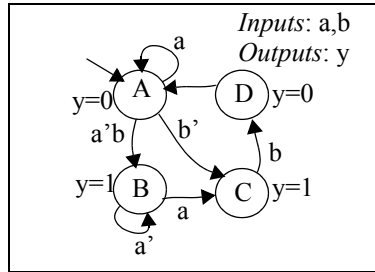 Inputs: a,b
Outputs: y
a
A
D
y=0
y=0
a'b
b'
b
y=1
B
C
y=1
a
a'